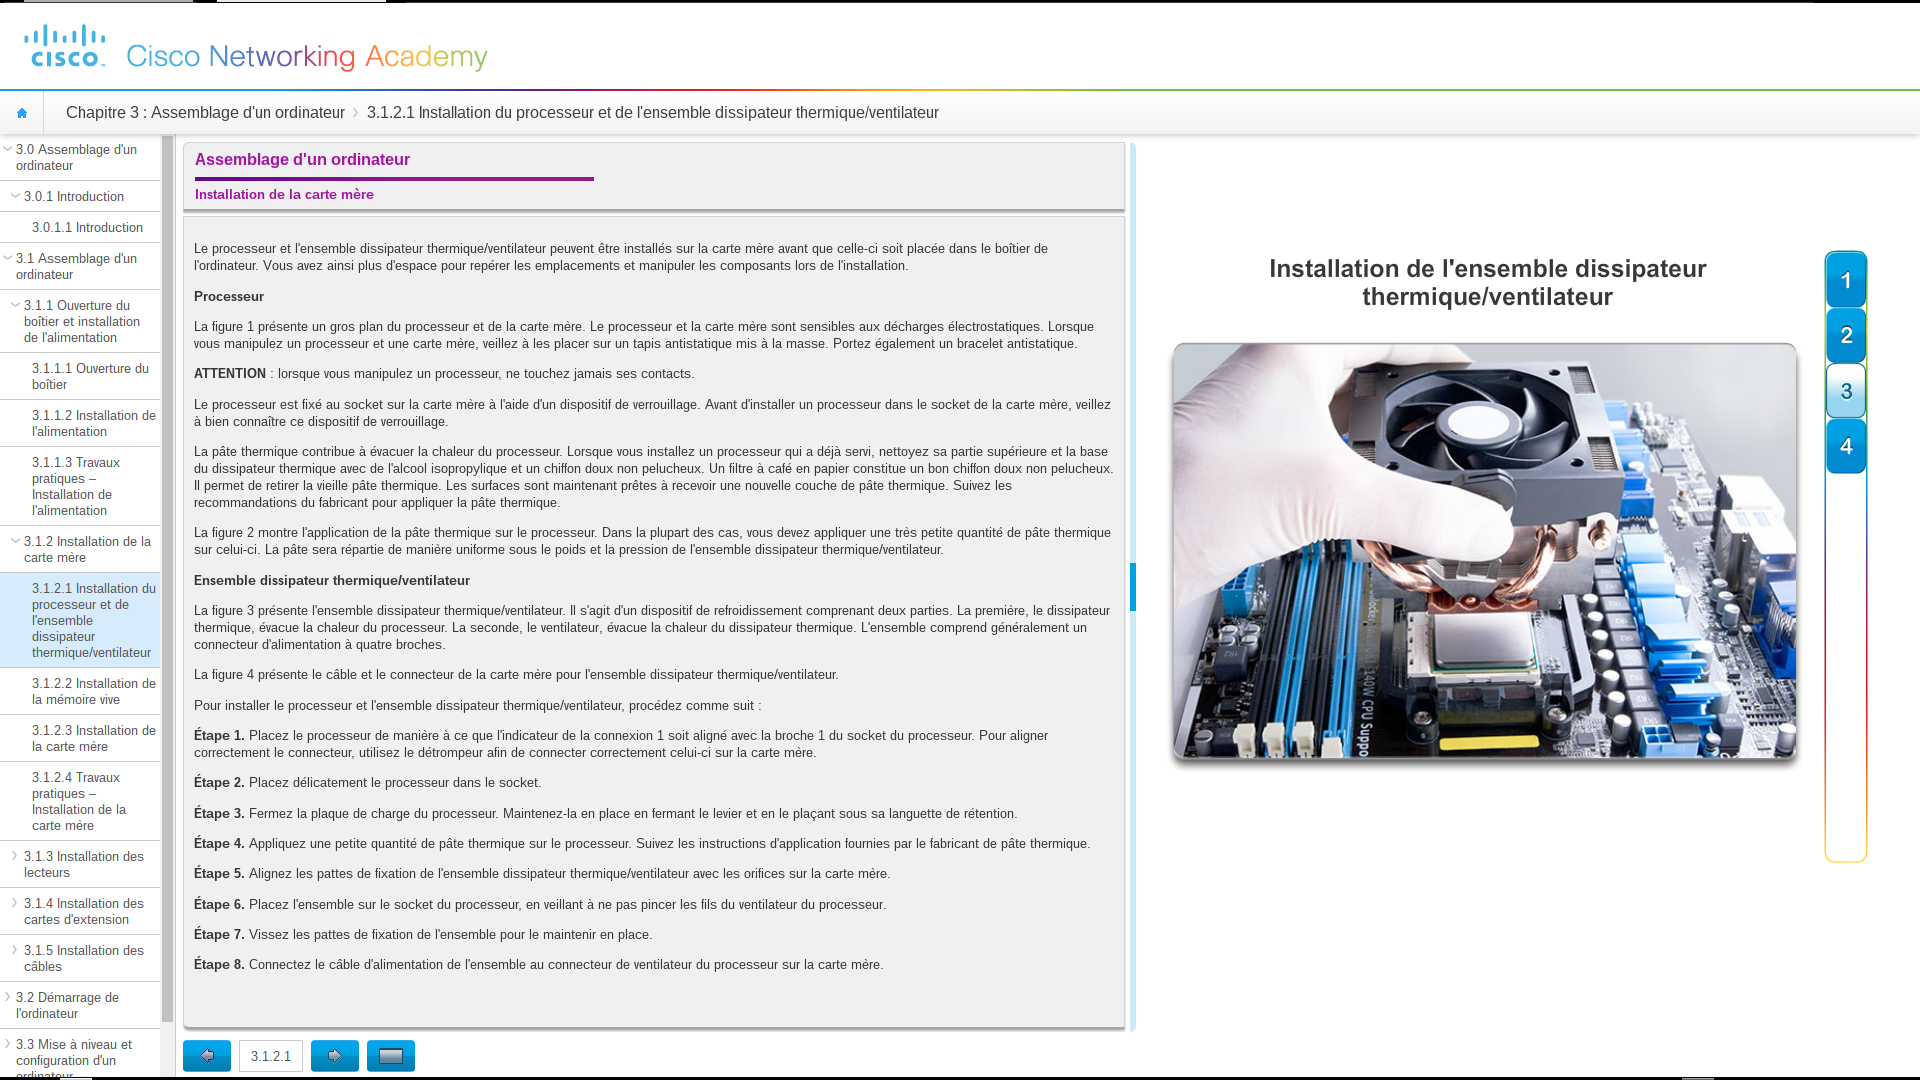 cisco
Cisco Networking Academy
Chapitre 3 : Assemblage d'un ordinateur
3.1.2.1 Installation du processeur et de l'ensemble dissipateur thermique/ventilateur
3.0 Assemblage d'un
ordinateur
3.0.1 Introduction
3.0.1.1 Introduction
3.1 Assemblage d'un
ordinateur
3.1.1 Ouverture du
boîtier et installation
de l'alimentation
3.1.1.1 Ouverture du
boîtier
3.1.1.2 Installation de
l'alimentation
3.1.1.3 Travaux
pratiques –
Installation de
l'alimentation
3.1.2 Installation de la
carte mère
3.1.2.1 Installation du
processeur et de
l'ensemble
dissipateur
thermique/ventilateur
3.1.2.2 Installation de
la mémoire vive
3.1.2.3 Installation de
la carte mère
3.1.2.4 Travaux
pratiques –
Installation de la
carte mère
3.1.3 Installation des
lecteurs
3.1.4 Installation des
cartes d'extension
3.1.5 Installation des
câbles
3.2 Démarrage de
l'ordinateur
3.3 Mise à niveau et
configuration d'un
ordinateur
Assemblage d'un ordinateur
Installation de la carte mère
Le processeur et l'ensemble dissipateur thermique/ventilateur peuvent être installés sur la carte mère avant que celle-ci soit placée dans le boîtier de
l'ordinateur. Vous avez ainsi plus d'espace pour repérer les emplacements et manipuler les composants lors de l'installation.
Processeur
La figure 1 présente un gros plan du processeur et de la carte mère. Le processeur et la carte mère sont sensibles aux décharges électrostatiques. Lorsque
vous manipulez un processeur et une carte mère, veillez à les placer sur un tapis antistatique mis à la masse. Portez également un bracelet antistatique.
ATTENTION : lorsque vous manipulez un processeur, ne touchez jamais ses contacts.
Le processeur est fixé au socket sur la carte mère à l'aide d'un dispositif de verrouillage. Avant d'installer un processeur dans le socket de la carte mère, veillez
à bien connaître ce dispositif de verrouillage.
La pâte thermique contribue à évacuer la chaleur du processeur. Lorsque vous installez un processeur qui a déjà servi, nettoyez sa partie supérieure et la base
du dissipateur thermique avec de l'alcool isopropylique et un chiffon doux non pelucheux. Un filtre à café en papier constitue un bon chiffon doux non pelucheux.
Il permet de retirer la vieille pâte thermique. Les surfaces sont maintenant prêtes à recevoir une nouvelle couche de pâte thermique. Suivez les
recommandations du fabricant pour appliquer la pâte thermique.
La figure 2 montre l'application de la pâte thermique sur le processeur. Dans la plupart des cas, vous devez appliquer une très petite quantité de pâte thermique
sur celui-ci. La pâte sera répartie de manière uniforme sous le poids et la pression de l'ensemble dissipateur thermique/ventilateur.
Ensemble dissipateur thermique/ventilateur
La figure 3 présente l'ensemble dissipateur thermique/ventilateur. Il s'agit d'un dispositif de refroidissement comprenant deux parties. La première, le dissipateur
thermique, évacue la chaleur du processeur. La seconde, le ventilateur, évacue la chaleur du dissipateur thermique. L'ensemble comprend généralement un
connecteur d'alimentation à quatre broches.
La figure 4 présente le câble et le connecteur de la carte mère pour l'ensemble dissipateur thermique/ventilateur.
Pour installer le processeur et l'ensemble dissipateur thermique/ventilateur, procédez comme suit :
Étape 1. Placez le processeur de manière à ce que l'indicateur de la connexion 1 soit aligné avec la broche 1 du socket du processeur. Pour aligner
correctement le connecteur, utilisez le détrompeur afin de connecter correctement celui-ci sur la carte mère.
Étape 2. Placez délicatement le processeur dans le socket.
Étape 3. Fermez la plaque de charge du processeur. Maintenez-la en place en fermant le levier et en le plaçant sous sa languette de rétention.
Étape 4. Appliquez une petite quantité de pâte thermique sur le processeur. Suivez les instructions d'application fournies par le fabricant de pâte thermique.
Étape 5. Alignez les pattes de fixation de l'ensemble dissipateur thermique/ventilateur avec les orifices sur la carte mère.
Étape 6. Placez l'ensemble sur le socket du processeur, en veillant à ne pas pincer les fils du ventilateur du processeur.
Étape 7. Vissez les pattes de fixation de l'ensemble pour le maintenir en place.
Étape 8. Connectez le câble d'alimentation de l'ensemble au connecteur de ventilateur du processeur sur la carte mère.
3.1.2.1
Installation de l'ensemble dissipateur
thermique/ventilateur
140W CPU Suppo
1
2
3
4